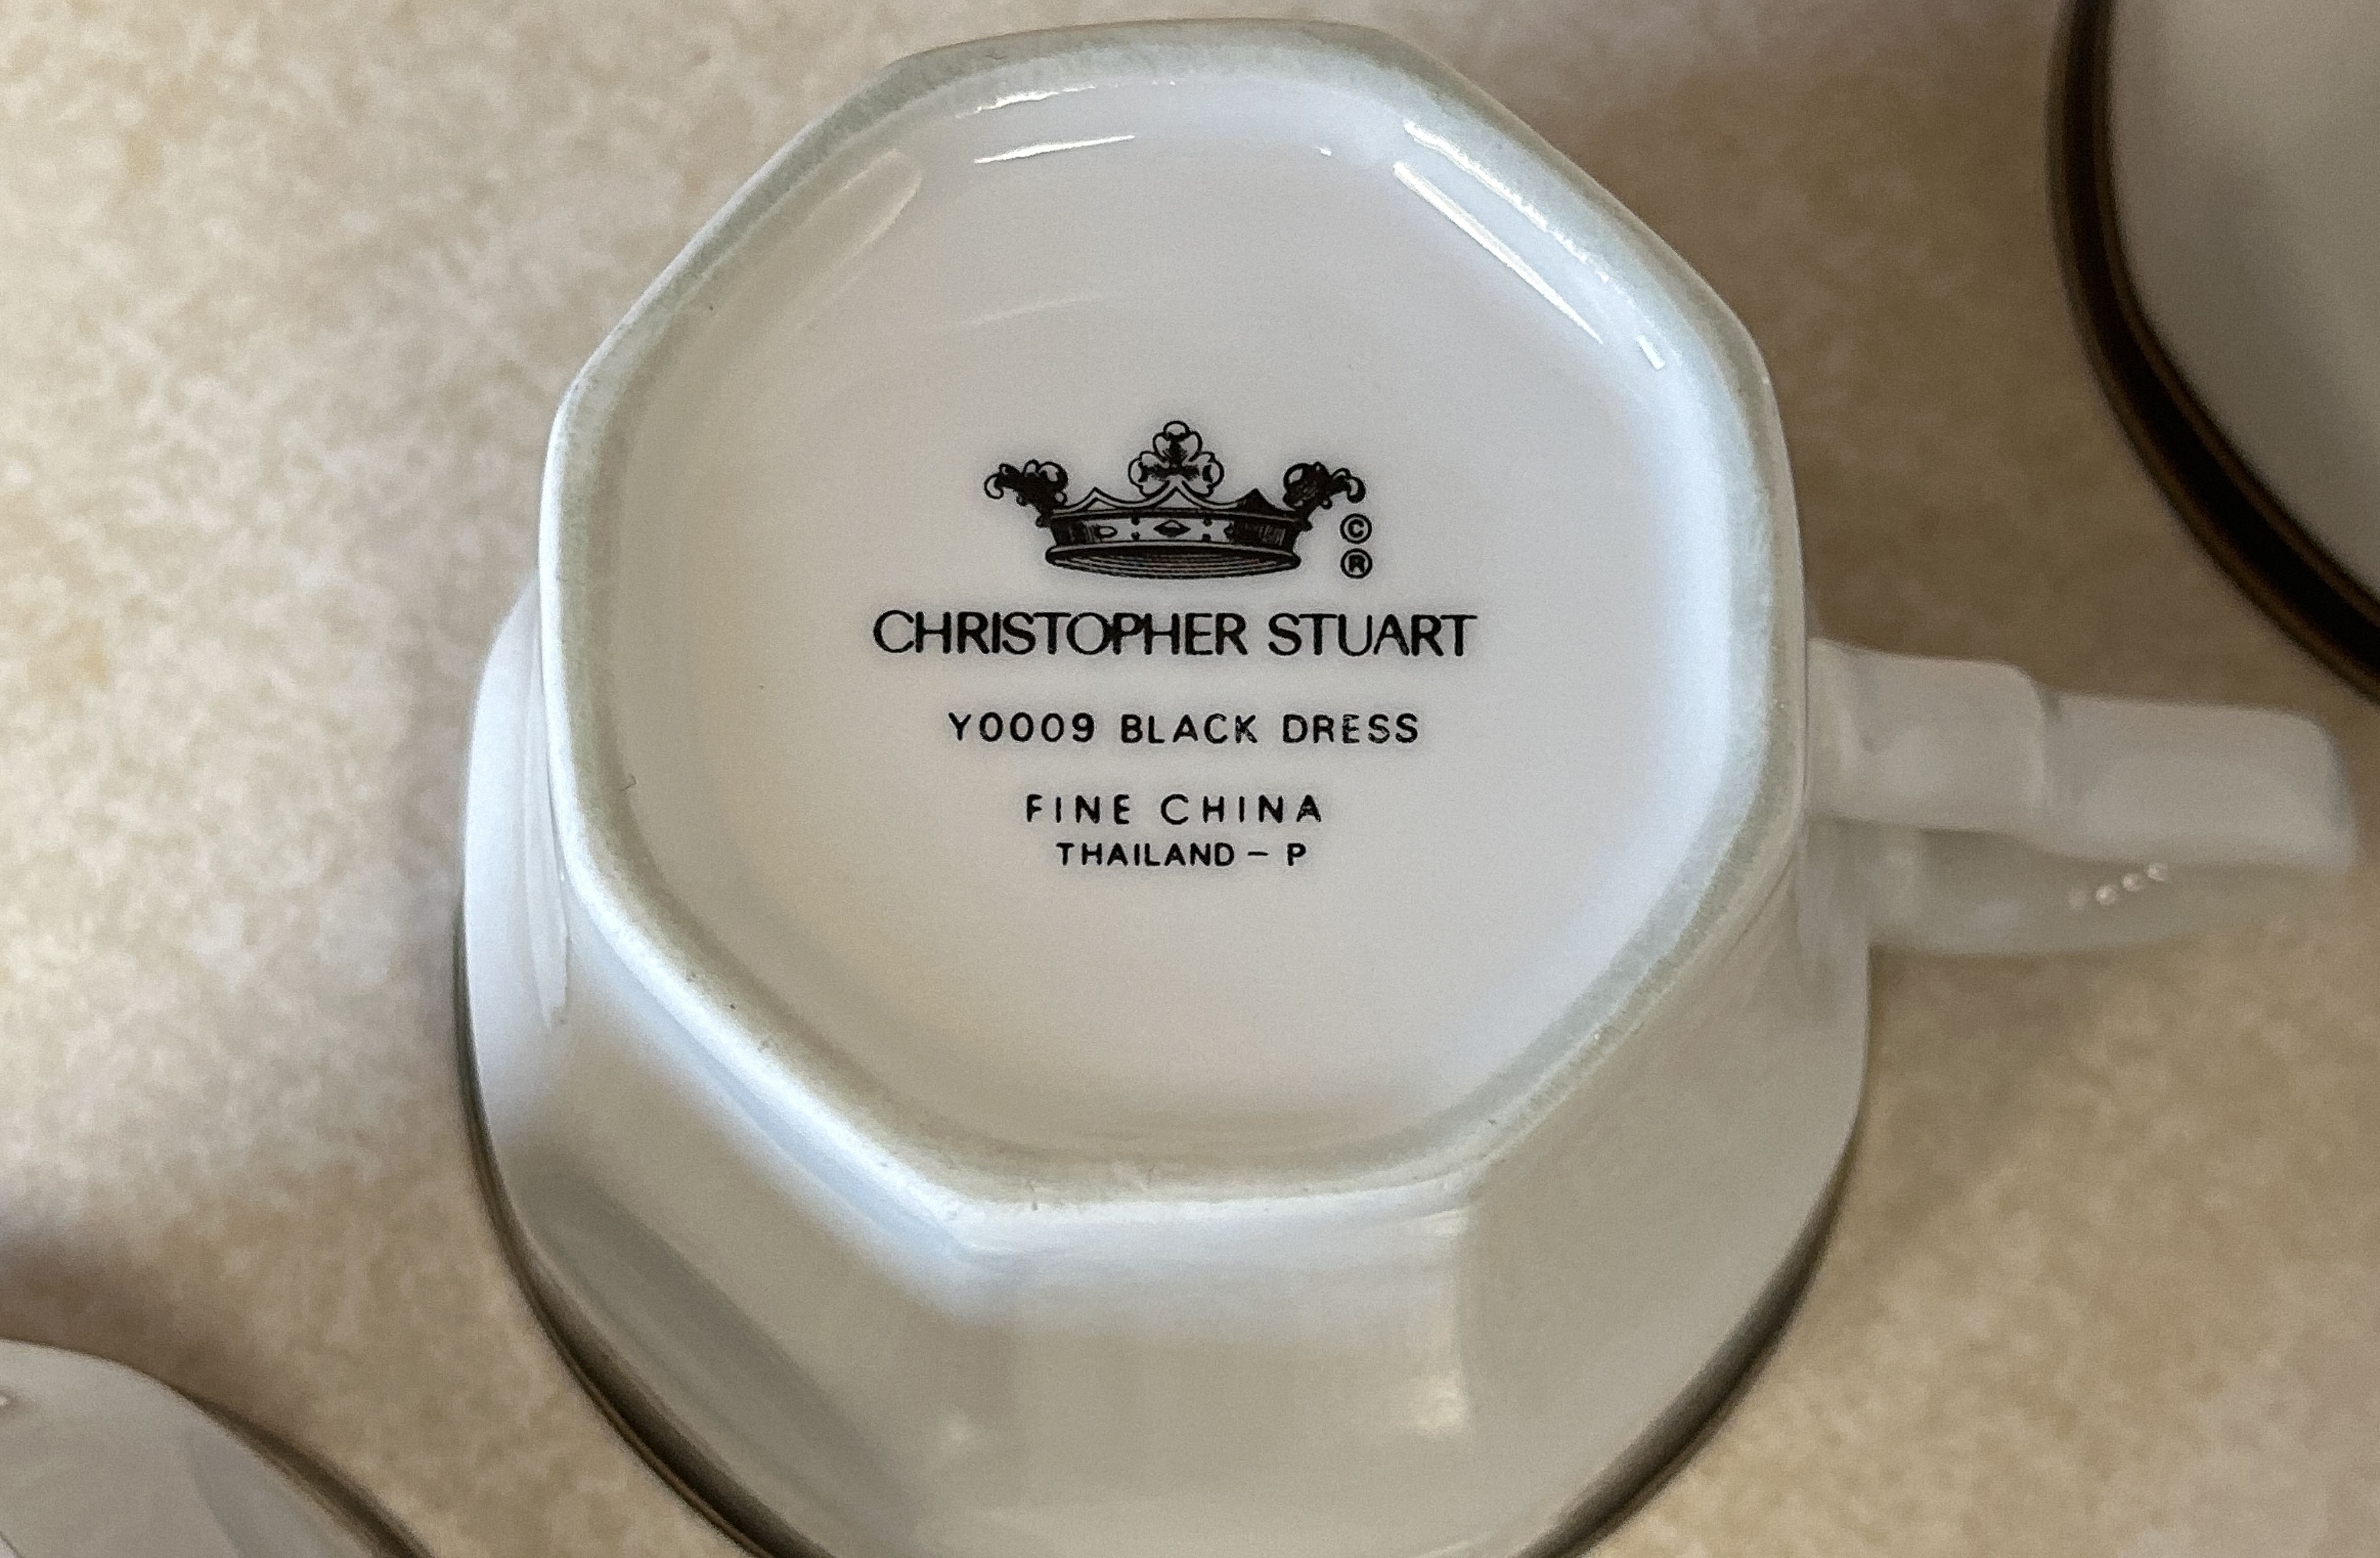 ©
®
CHRISTOPHER STUART
Y0009 BLACK DRESS
FINE CHINA
THAILAND – P